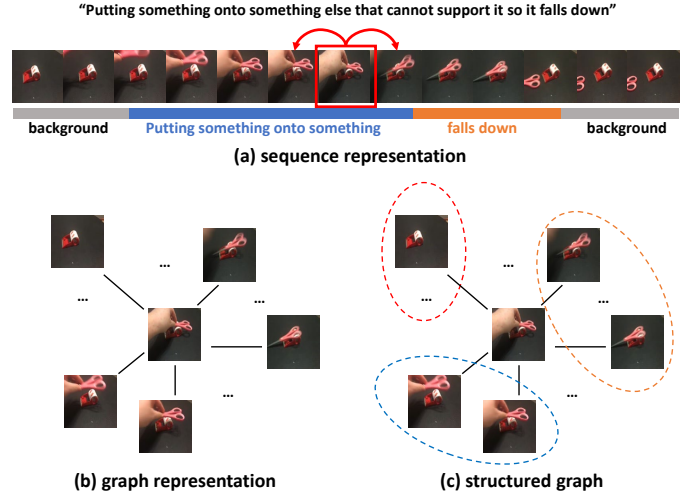 “Putting something onto something else that cannot support it so it falls down”
background Putting something onto something falls down background
(a) sequence representation
... ...
... ... ... ...
... ...
(b) graph representation (c) structured graph